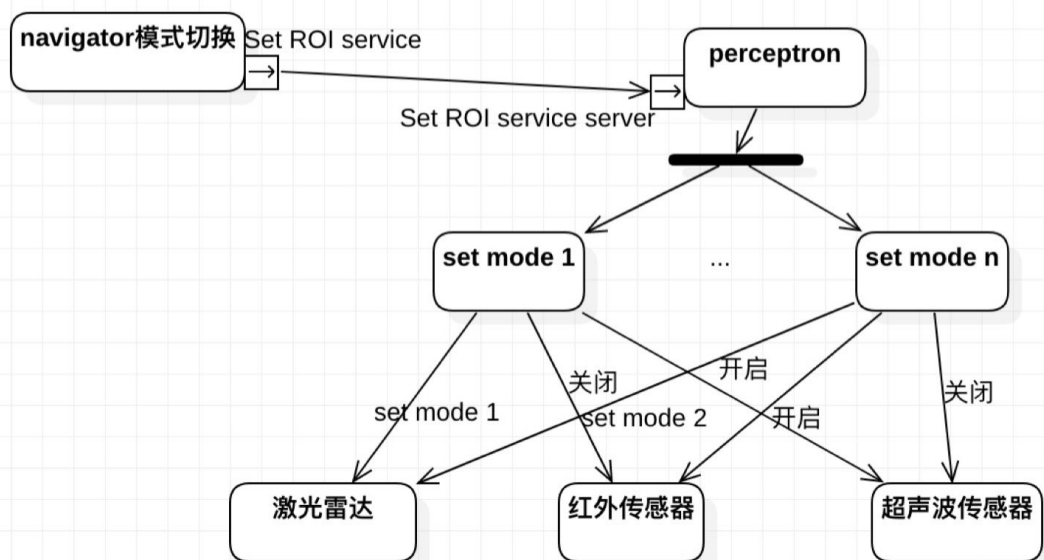 navigator模式切换
Set ROI service
perceptron
Set ROI service server
set mode 1
...
set mode n
开启
关闭
关闭
set mode 1
set mode 2
开启
激光雷达
红外传感器
超声波传感器